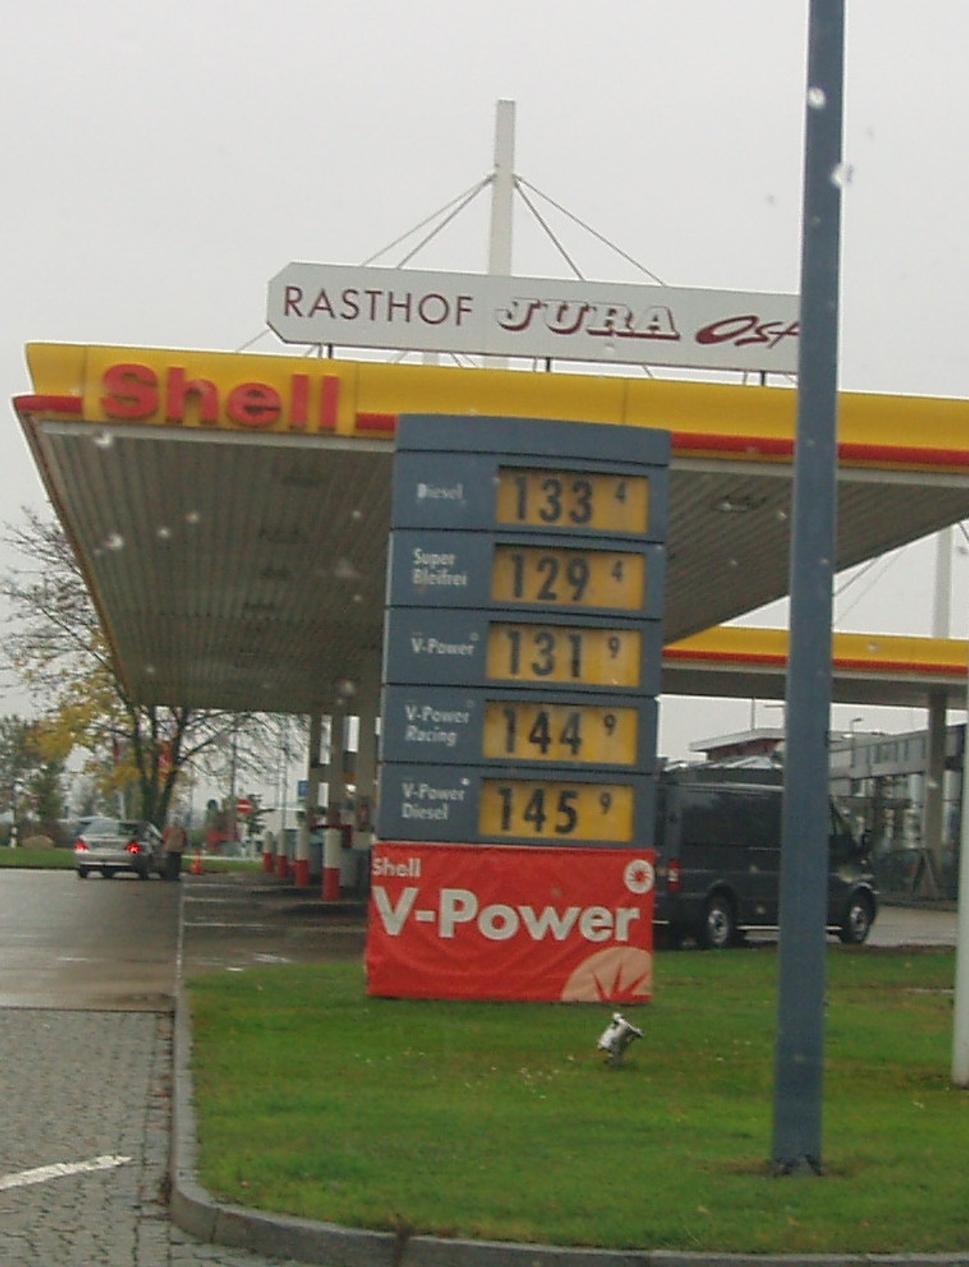 RASTHOF JURA Ost
Shell
Diesel 133 4
Super
Bleifrei 129 4
V-Power 131 9
V-Power
Racing 144 9
V-Power
Diesel 145 9
Shell
V-Power